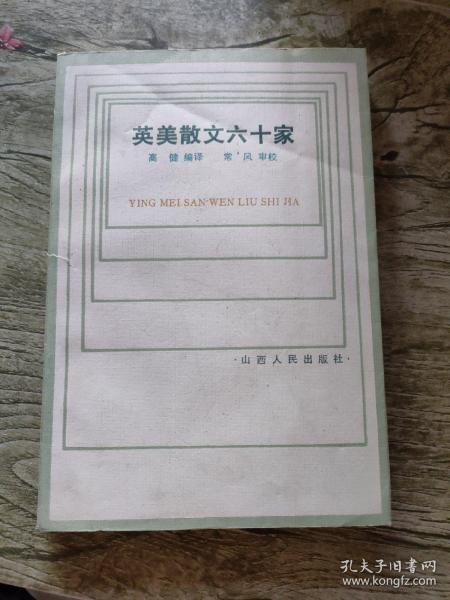 英美散文六十家
高健 编译 常风 审校
YING MEI SAN-WEN LIU SHI JIA
·山西人民出版社·
孔夫子旧书网
www.kongfz.com